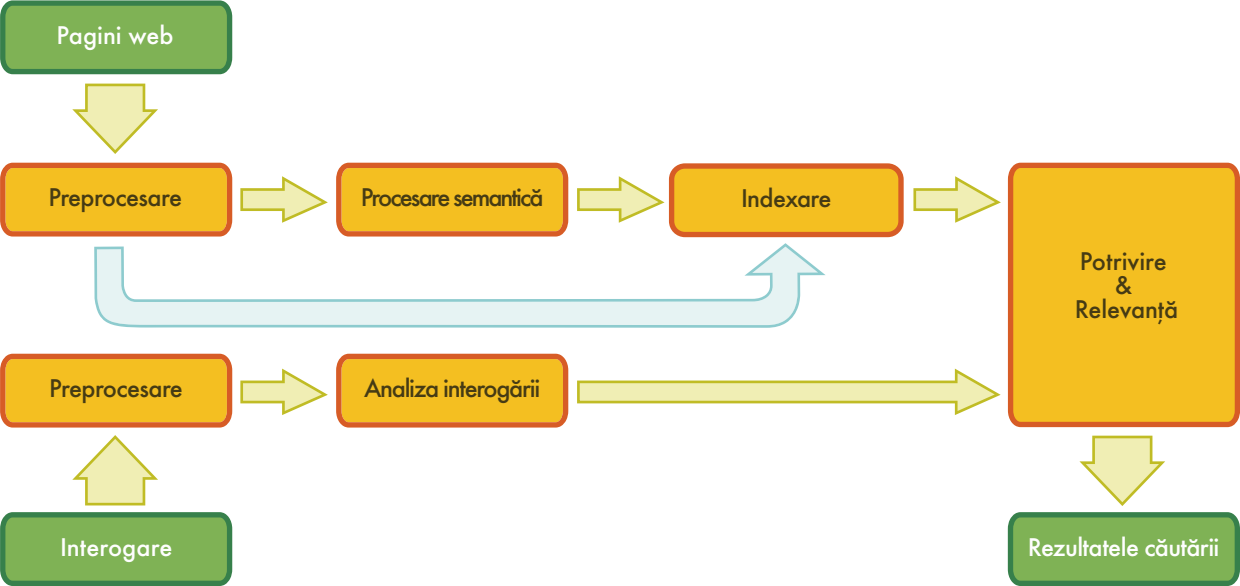 Pagini web
Preprocesare
Procesare semantică
Indexare
Potrivire
&
Relevanță
Preprocesare
Analiza interogării
Interogare
Rezultatele căutării